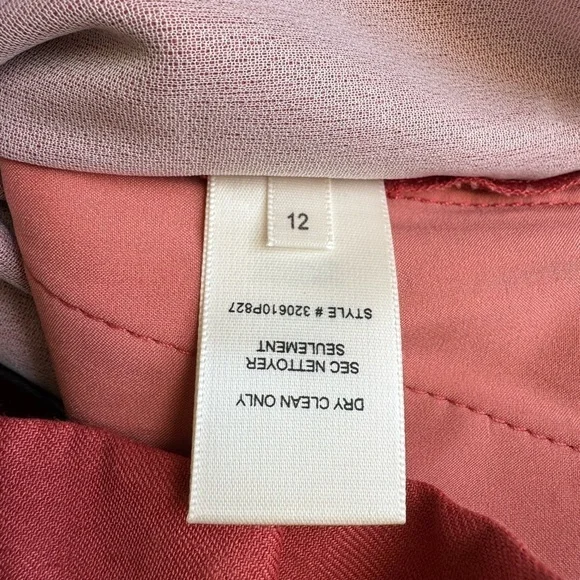 12
DRY CLEAN ONLY
SEC NETTOYER
SEULEMENT
STYLE # 320610P827